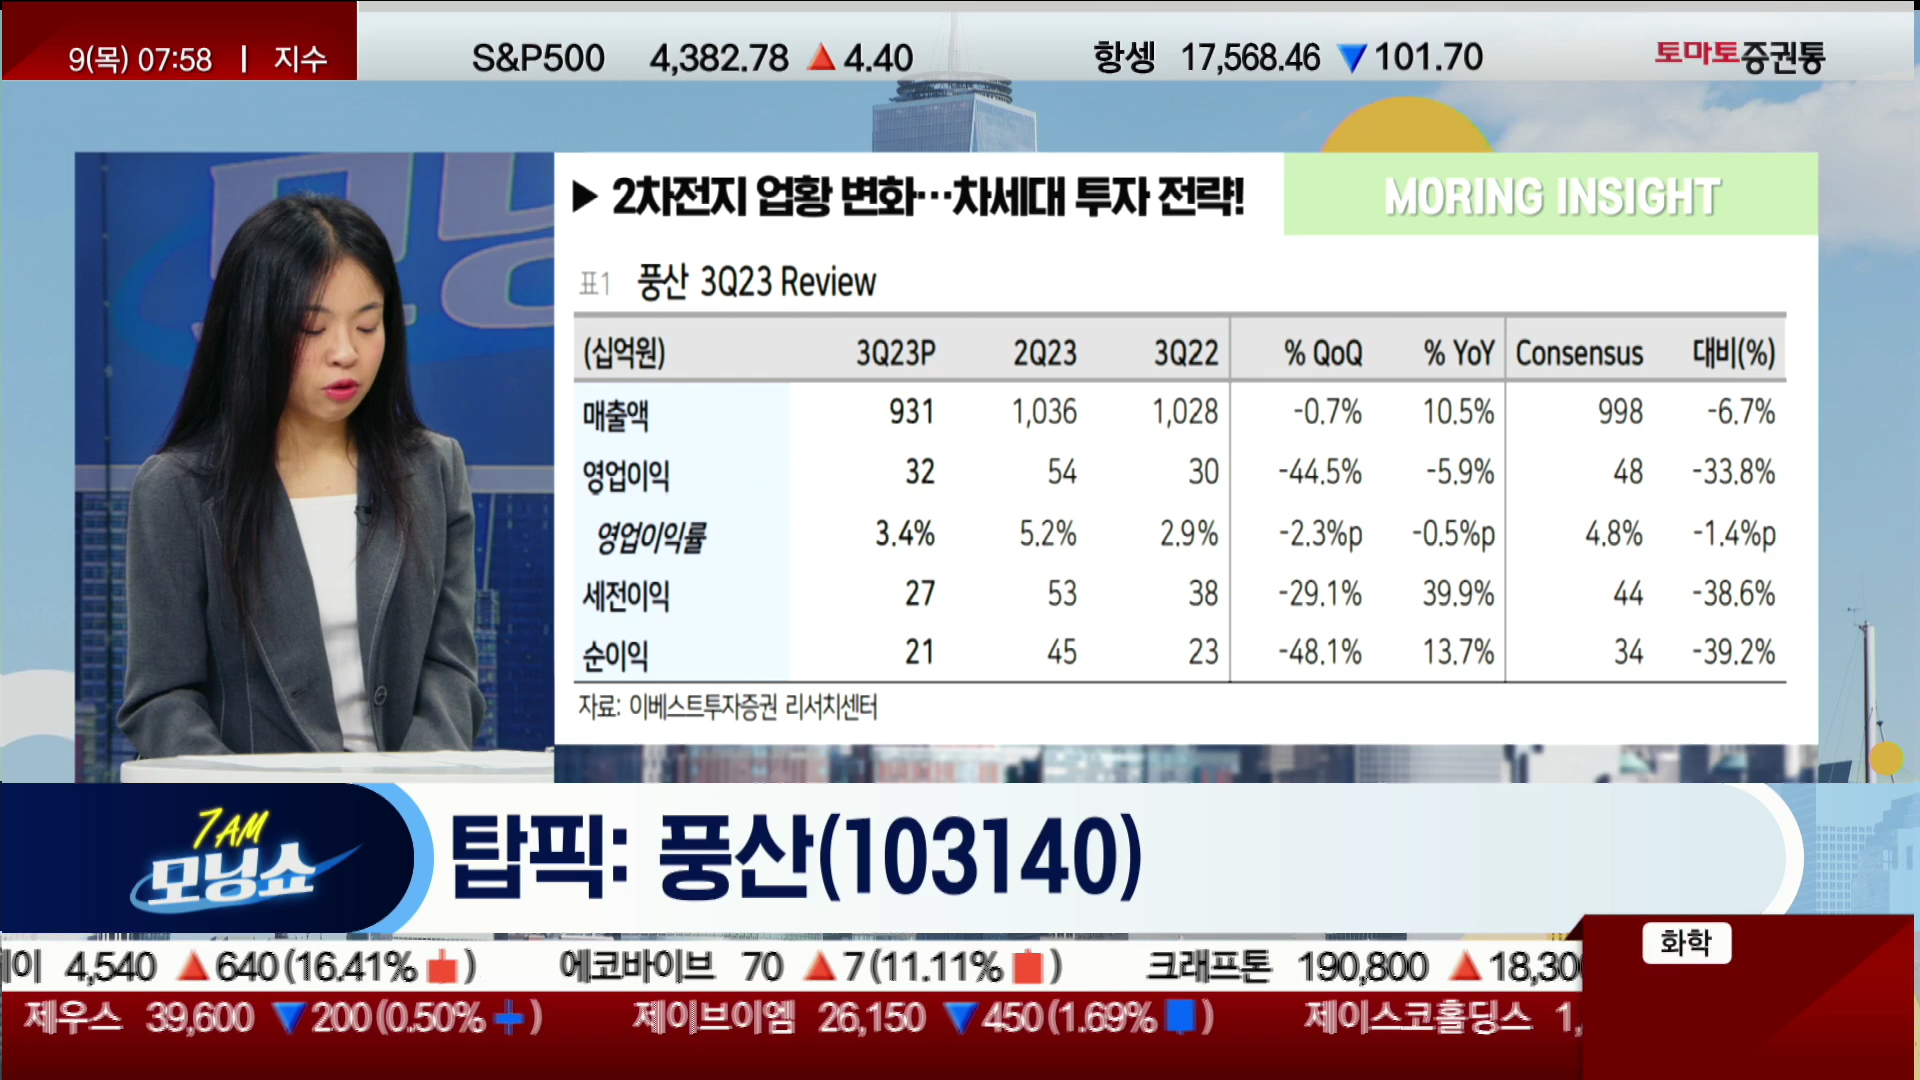 9(목) 07:58 | 지수
S&P500 4,382.78 ▲ 4.40 항셍 17,568.46 ▼ 101.70
토마토증권통
▶ 2차전지 업황 변화…차세대 투자 전략!
MORING INSIGHT
표1 풍산 3Q23 Review
(십억원) 3Q23P 2Q23 3Q22 % QoQ % YoY Consensus 대비(%)
매출액 931 1,036 1,028 -0.7% 10.5% 998 -6.7%
영업이익 32 54 30 -44.5% -5.9% 48 -33.8%
영업이익률 3.4% 5.2% 2.9% -2.3%p -0.5%p 4.8% -1.4%p
세전이익 27 53 38 -29.1% 39.9% 44 -38.6%
순이익 21 45 23 -48.1% 13.7% 34 -39.2%
자료: 이베스트투자증권 리서치센터
7AM
모닝쇼
탑픽: 풍산(103140)
화학
이 4,540 ▲ 640(16.41% ) 에코바이브 70 ▲ 7(11.11% ) 크래프톤 190,800 ▲ 18,30
제우스 39,600 ▼ 200(0.50% ) 제이브이엠 26,150 ▼ 450(1.69% ) 제이스코홀딩스 1,